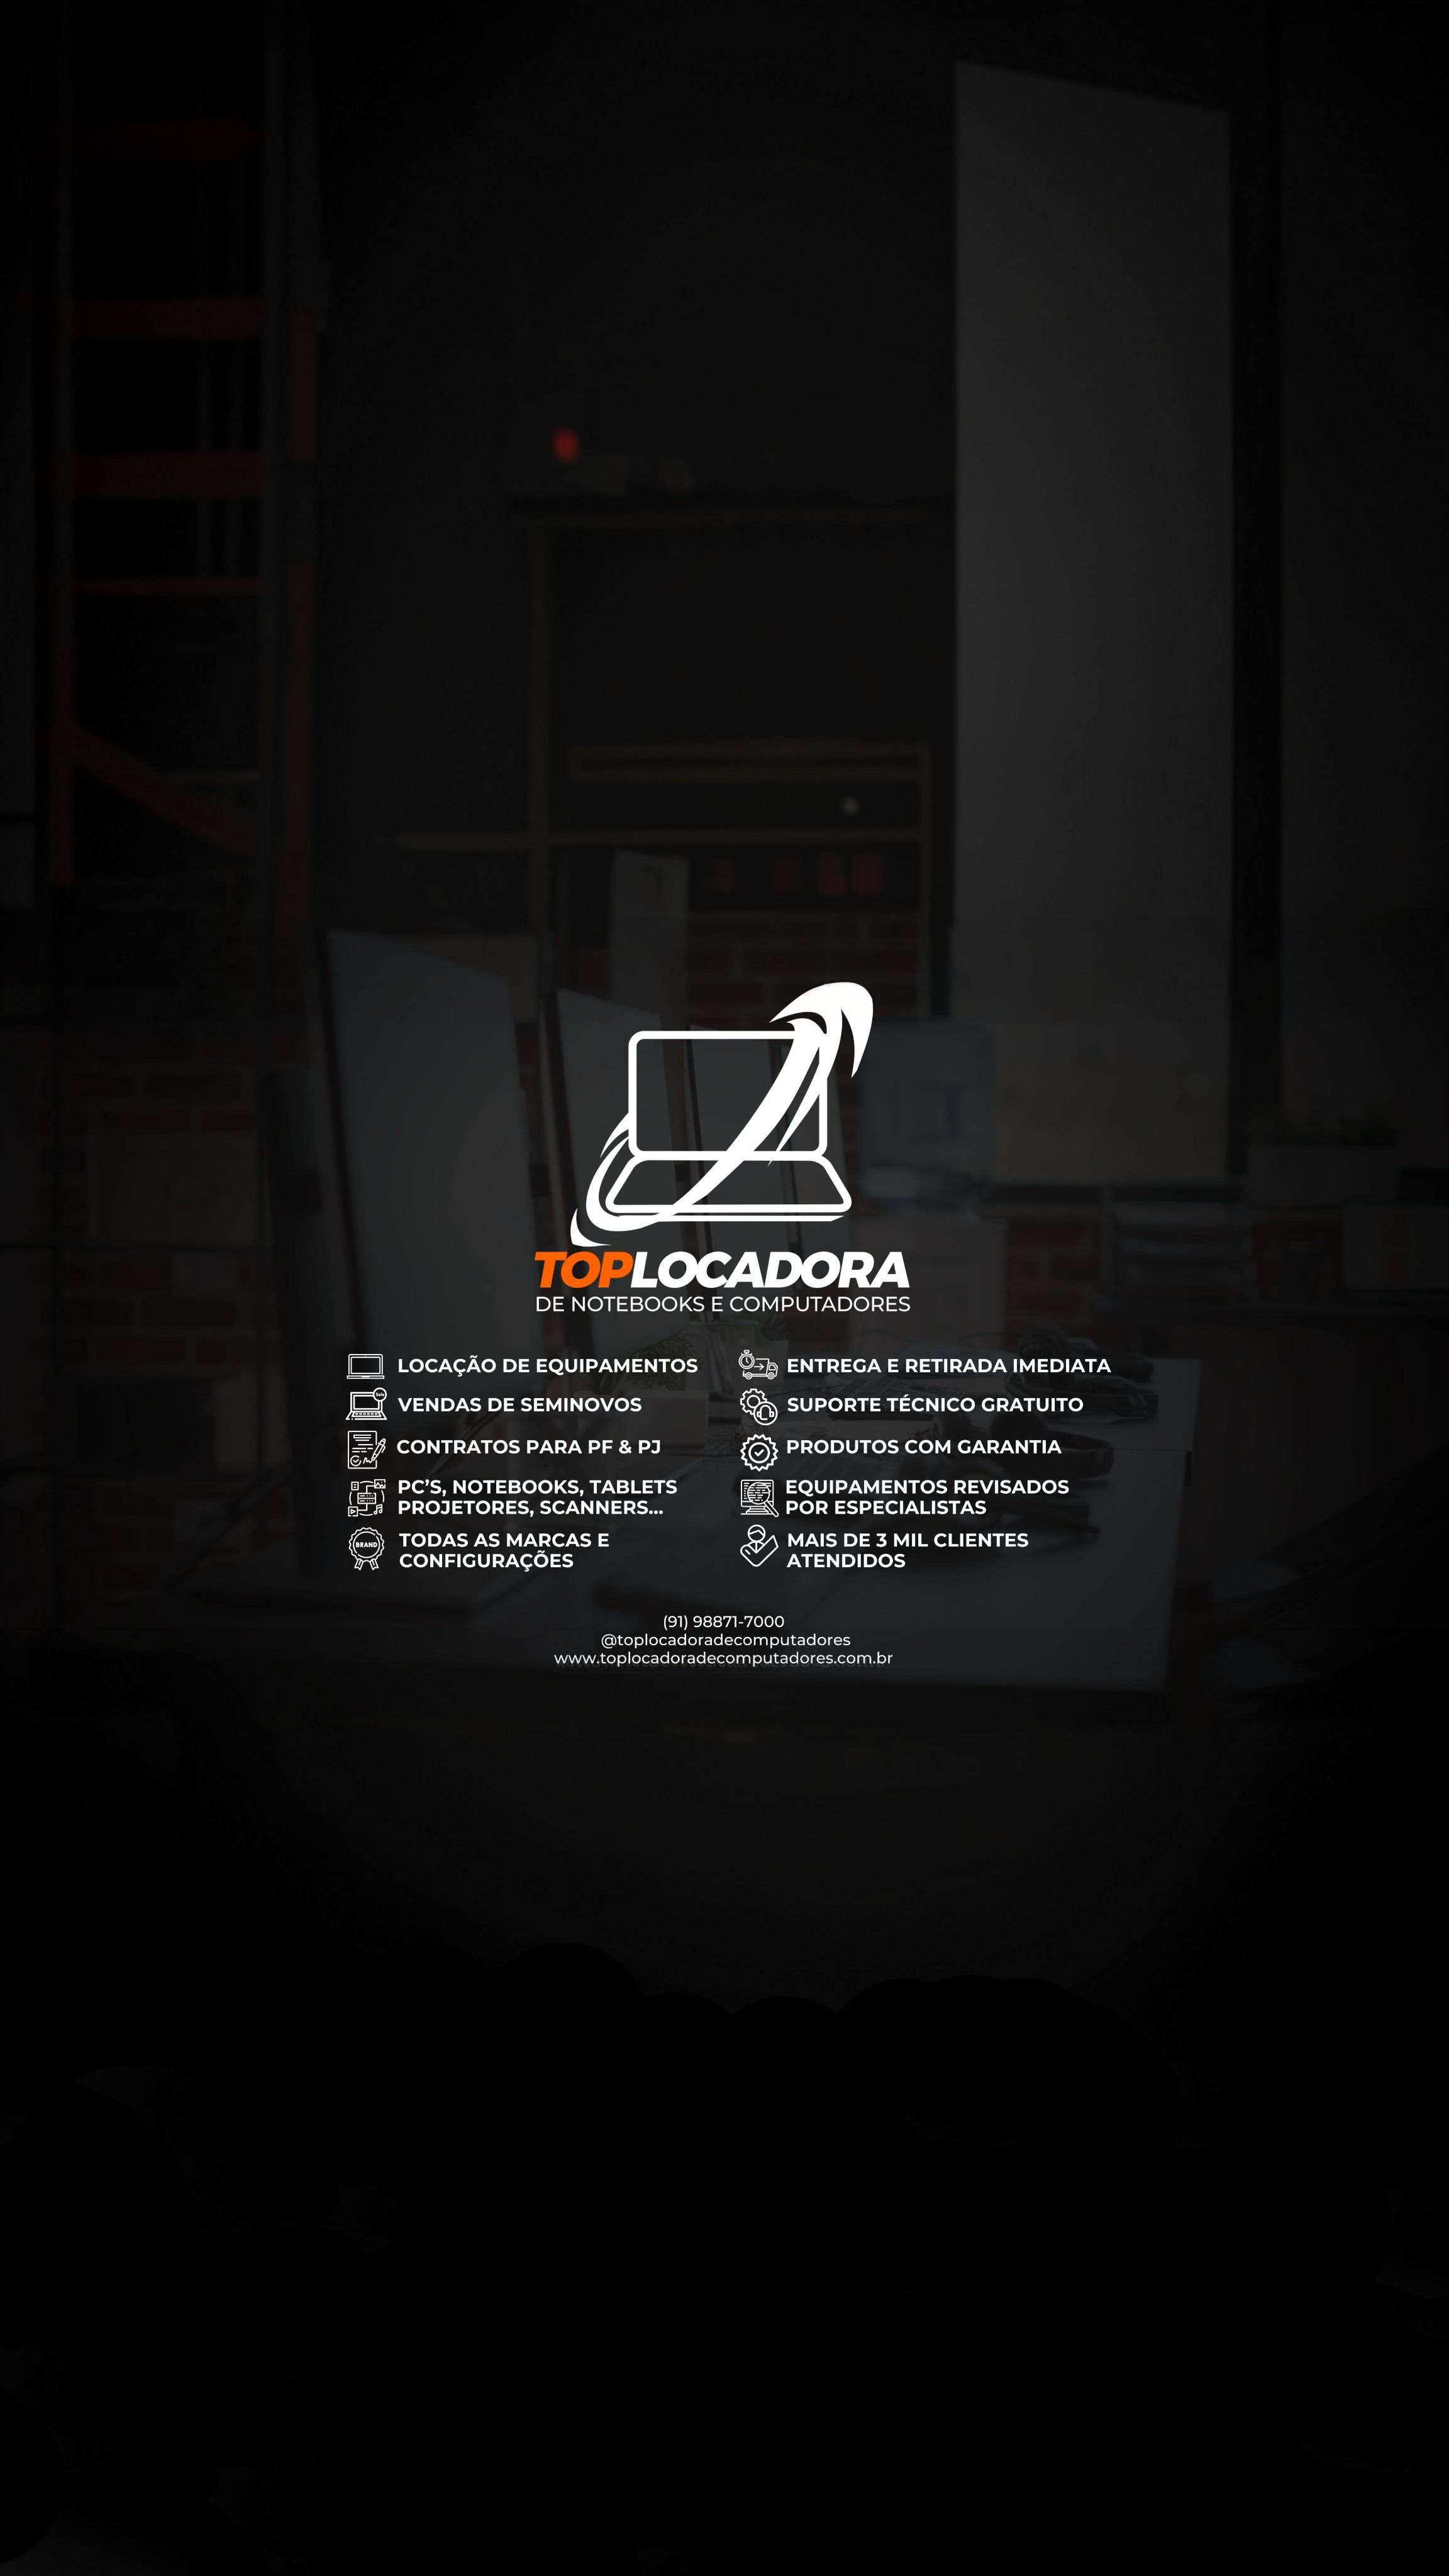 TOPLOCADORA
DE NOTEBOOKS E COMPUTADORES
LOCAÇÃO DE EQUIPAMENTOS
VENDAS DE SEMINOVOS
CONTRATOS PARA PF & PJ
PC’S, NOTEBOOKS, TABLETS
PROJETORES, SCANNERS...
BRAND
TODAS AS MARCAS E
CONFIGURAÇÕES
ENTREGA E RETIRADA IMEDIATA
SUPORTE TÉCNICO GRATUITO
PRODUTOS COM GARANTIA
EQUIPAMENTOS REVISADOS
POR ESPECIALISTAS
MAIS DE 3 MIL CLIENTES
ATENDIDOS
(91) 98871-7000
@toplocadoradecomputadores
www.toplocadoradecomputadores.com.br